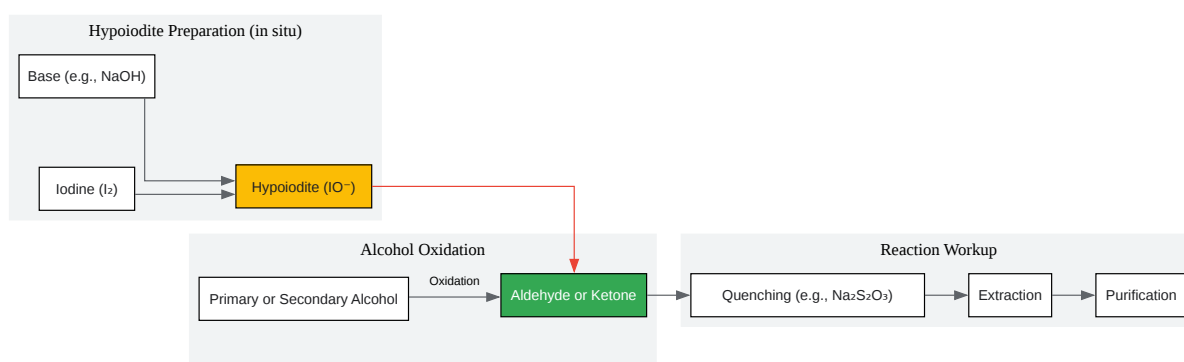 Hypoiodite Preparation (in situ)
Base (e.g., NaOH)
Iodine (I₂)
Hypoiodite (IO⁻)
Alcohol Oxidation
Primary or Secondary Alcohol
Oxidation
Aldehyde or Ketone
Reaction Workup
Quenching (e.g., Na₂S₂O₃)
Extraction
Purification